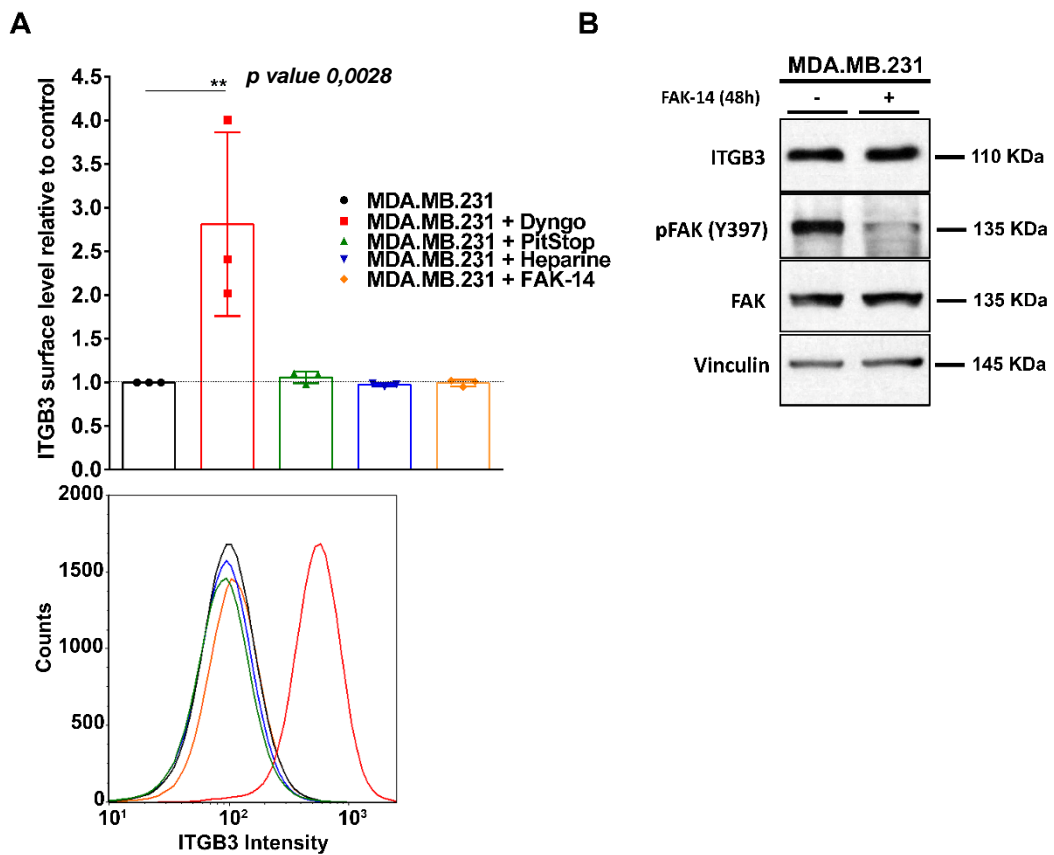 A
p value 0,0028
**
ITGB3 surface level relative to control
4.5
4.0
3.5
3.0
2.5
2.0
1.5
1.0
0.5
0.0
MDA.MB.231
MDA.MB.231 + Dyngo
MDA.MB.231 + PitStop
MDA.MB.231 + Heparine
MDA.MB.231 + FAK-14
Counts
2000
1500
1000
500
0
10¹ 10² 10³
ITGB3 Intensity
B
MDA.MB.231
FAK-14 (48h) - +
ITGB3 110 KDa
pFAK (Y397) 135 KDa
FAK 135 KDa
Vinculin 145 KDa